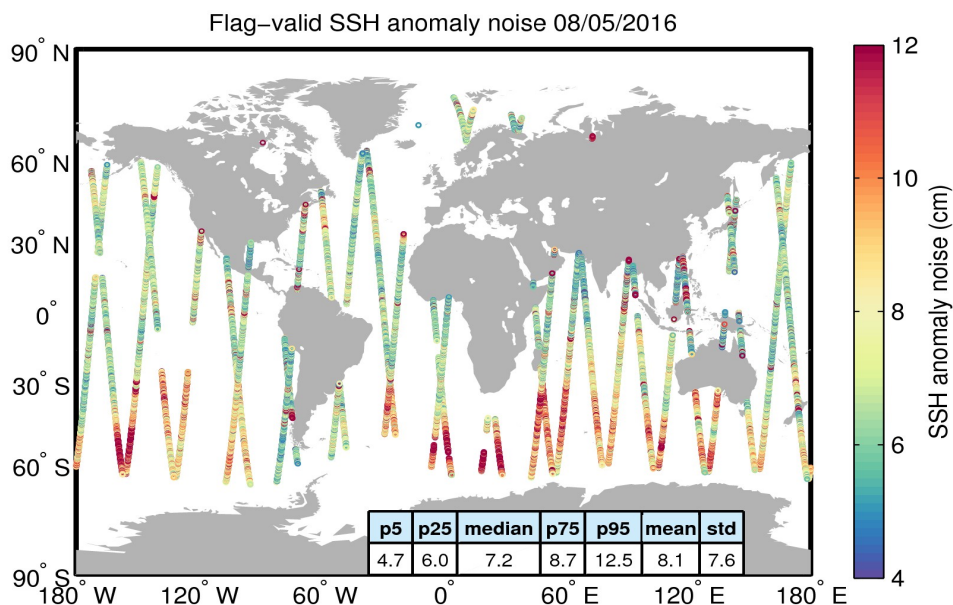 Flag−valid SSH anomaly noise 08/05/2016
90° N
60° N
30° N
0°
30° S
60° S
90° S
180° W
120° W
60° W
0°
60° E
120° E
180° E
p5 p25 median p75 p95 mean std
4.7 6.0 7.2 8.7 12.5 8.1 7.6
12
10
8
6
4
SSH anomaly noise (cm)